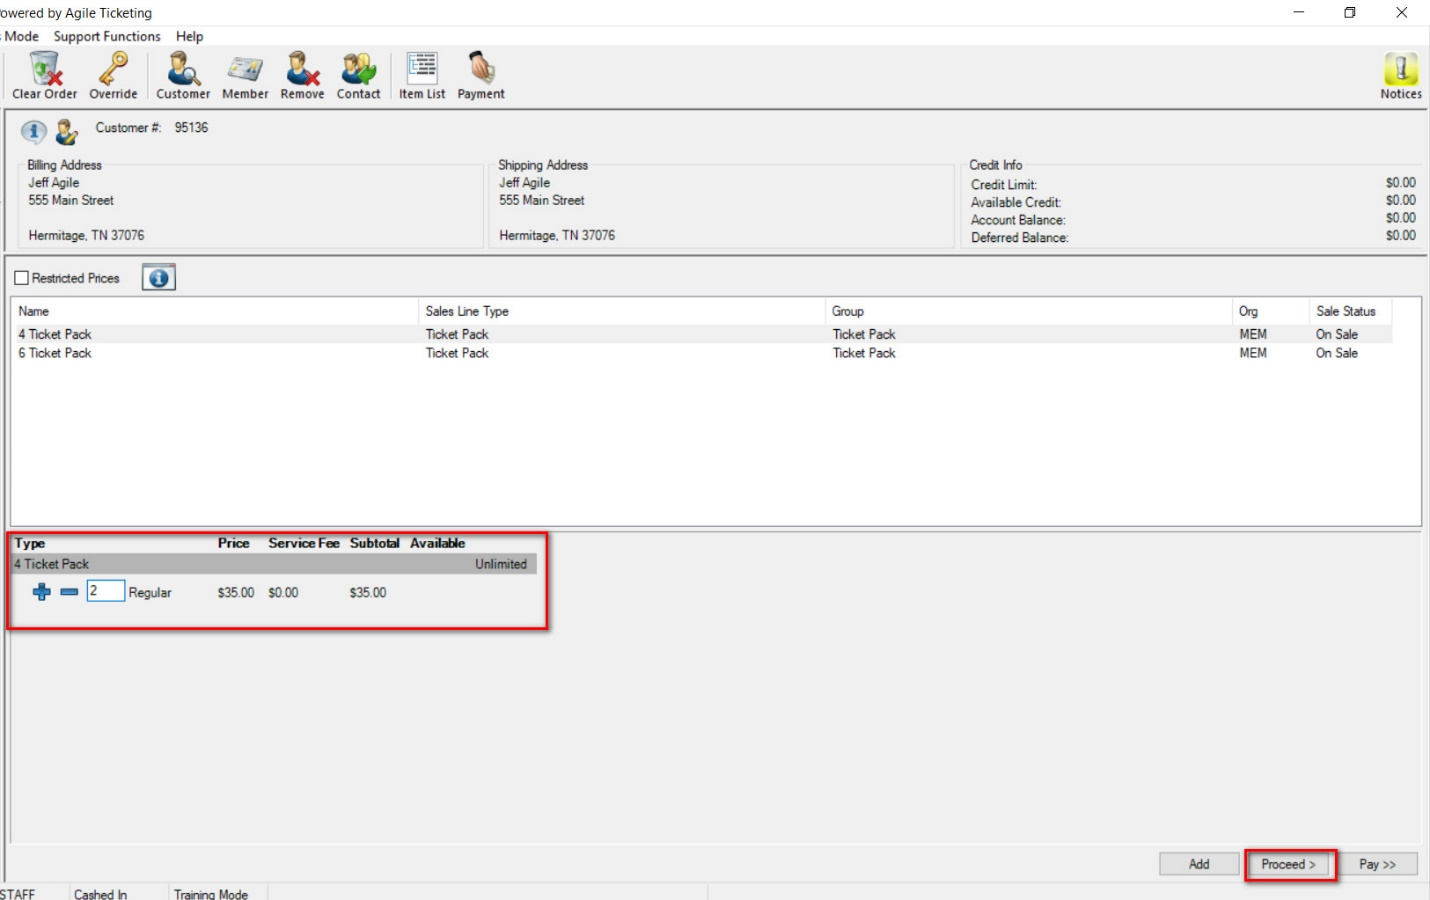 Powered by Agile Ticketing
Mode Support Functions Help
Clear Order Override Customer Member Remove Contact Item List Payment Notices
Customer #: 95136
Billing Address Shipping Address Credit Info
Jeff Agile Jeff Agile Credit Limit: $0.00
555 Main Street 555 Main Street Available Credit: $0.00
Account Balance: $0.00
Hermitage, TN 37076 Hermitage, TN 37076 Deferred Balance: $0.00
Restricted Prices
Name Sales Line Type Group Org Sale Status
4 Ticket Pack Ticket Pack Ticket Pack MEM On Sale
6 Ticket Pack Ticket Pack Ticket Pack MEM On Sale
Type Price Service Fee Subtotal Available
4 Ticket Pack Unlimited
2 Regular $35.00 $0.00 $35.00
Add Proceed > Pay >>
STAFF Cashed In Training Mode